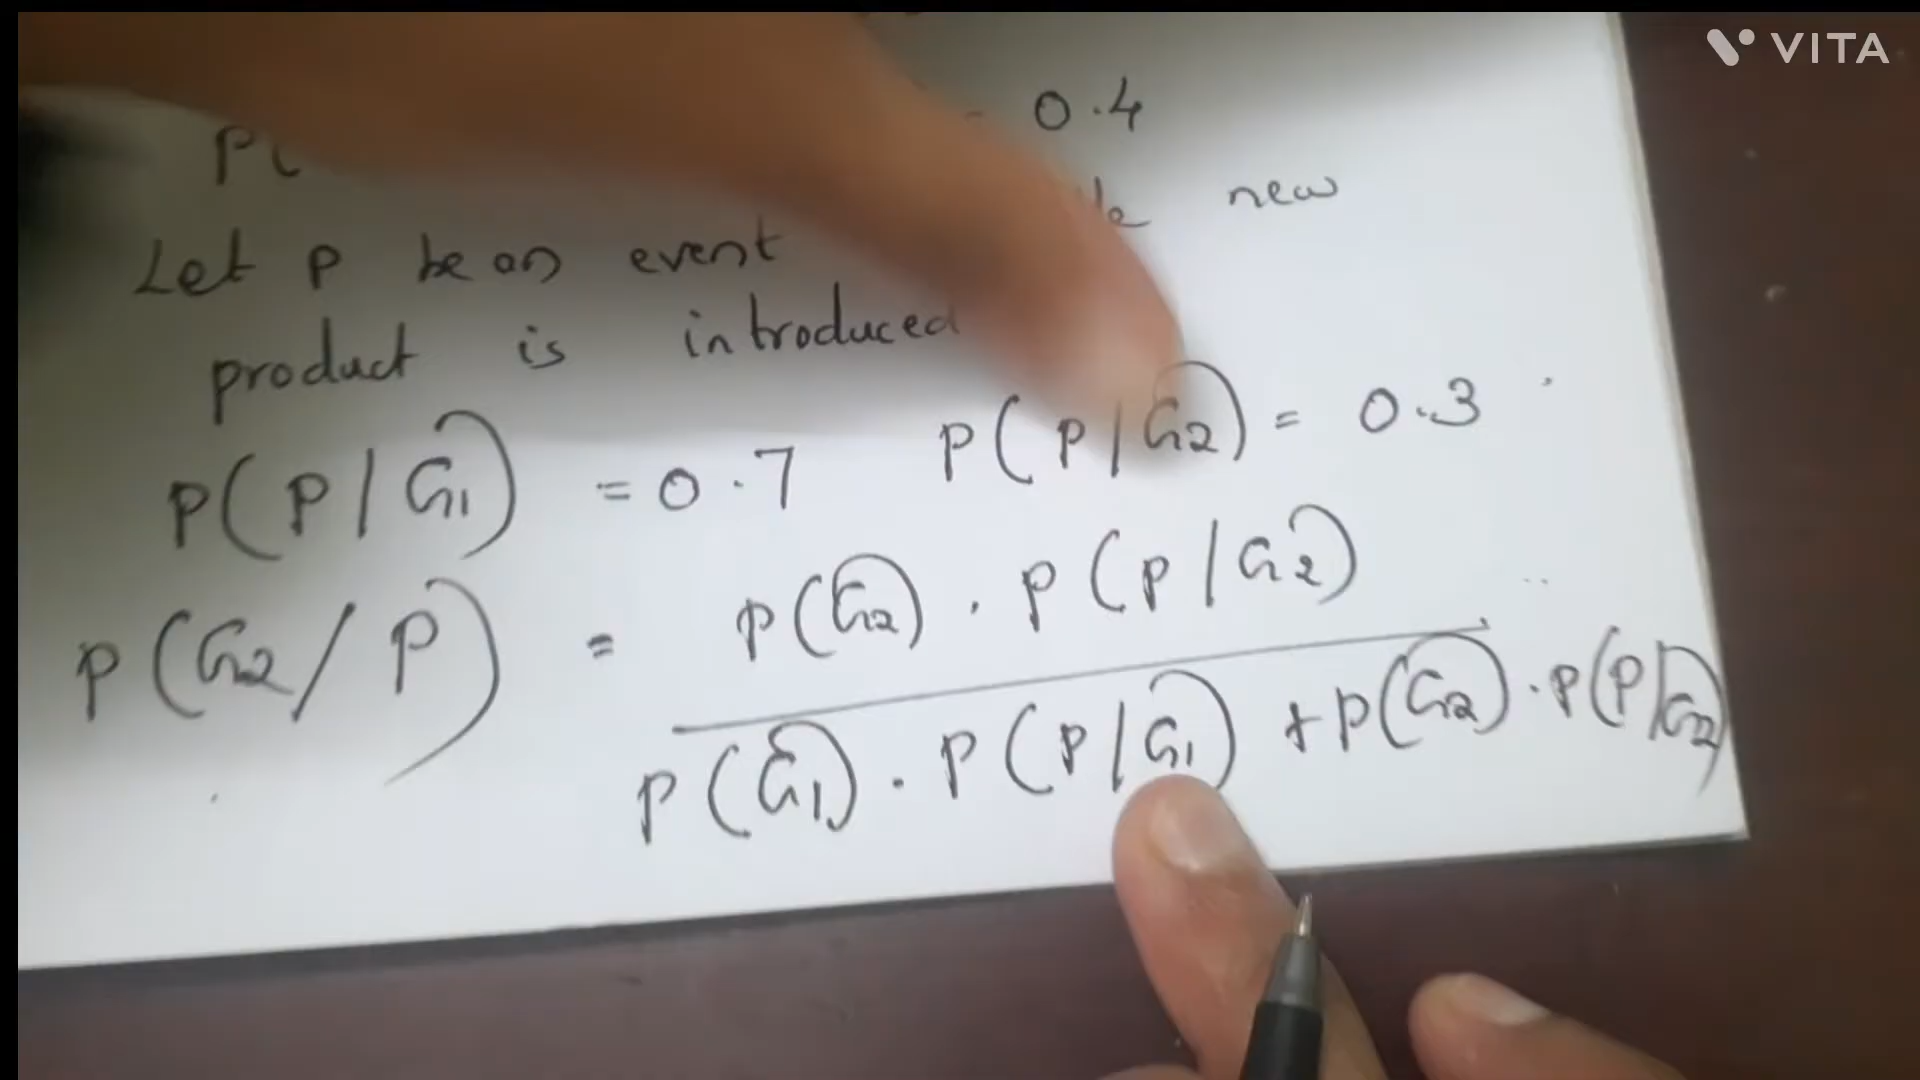 VITA
P( 0.4
new
Let P be an event
product is introduced
P(P/G1) = 0.7 P(P/G2) = 0.3
P(G2/P) = P(G2) . P(P/G2)
P(G1) . P(P/G1) + P(G2) . P(P/G2)